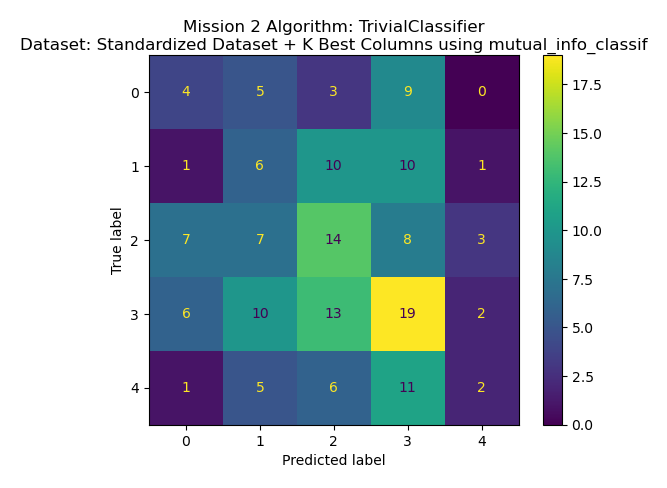 Mission 2 Algorithm: TrivialClassifier
Dataset: Standardized Dataset + K Best Columns using mutual_info_classif
0 4 5 3 9 0
1 1 6 10 10 1
2 7 7 14 8 3
3 6 10 13 19 2
4 1 5 6 11 2
0 1 2 3 4
Predicted label
True label
17.5
15.0
12.5
10.0
7.5
5.0
2.5
0.0